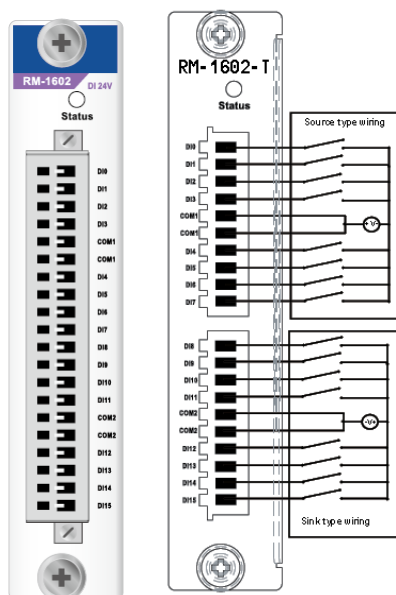 RM-1602
DI 24V
Status
DI0
DI1
DI2
DI3
COM1
COM1
DI4
DI5
DI6
DI7
DI8
DI9
DI10
DI11
COM2
COM2
DI12
DI13
DI14
DI15
RM-1602-T
Status
Source type wiring
DI0
DI1
DI2
DI3
COM1
COM1
DI4
DI5
DI6
DI7
DI8
DI9
DI10
DI11
COM2
COM2
DI12
DI13
DI14
DI15
Sink type wiring